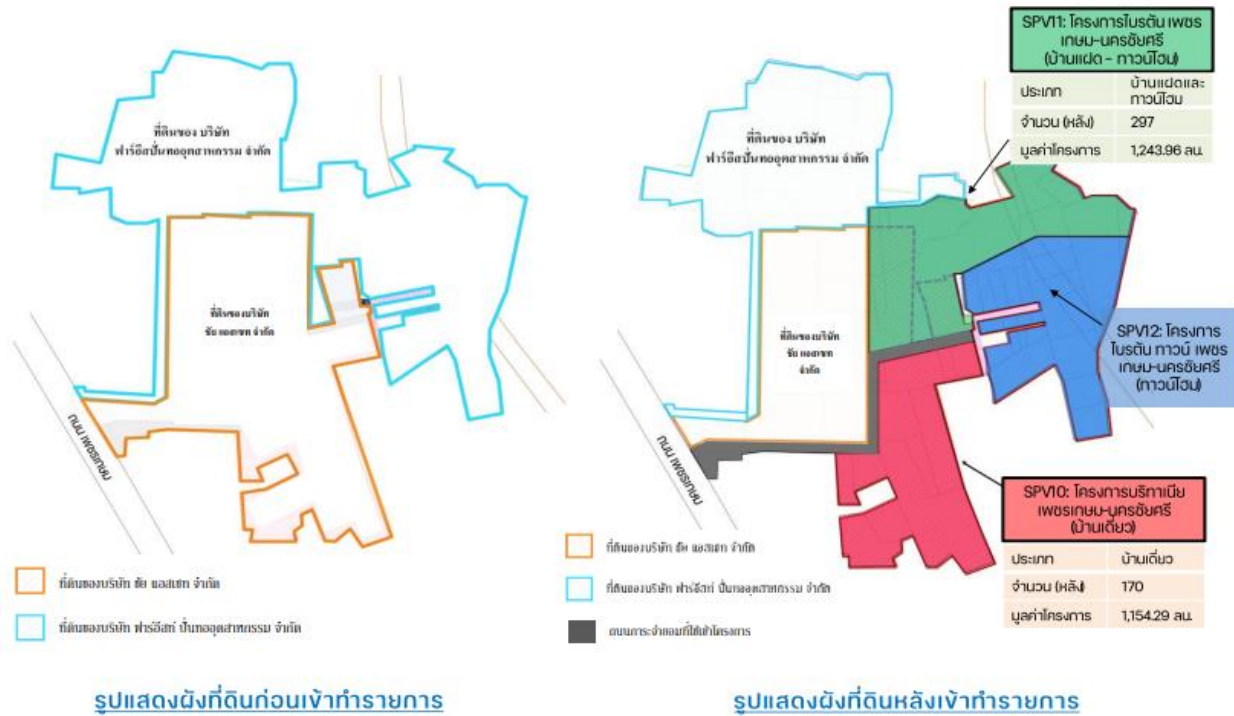 ที่ดินของ บริษัท
ฟาร์อีสปั่นทออุตสาหกรรม จำกัด
ที่ดินของบริษัท
ชัย แอสเซท จำกัด
ถนน เพชรเกษม
ที่ดินของบริษัท ชัย แอสเซท จำกัด
ที่ดินของบริษัท ฟาร์อีสท์ ปั่นทออุตสาหกรรม จำกัด
รูปแสดงผังที่ดินก่อนเข้าทำรายการ
SPV11: โครงการไบรตัน เพชร
เกษม-นครชัยศรี
(บ้านแฝด - ทาวน์โฮม)
ประเภท บ้านแฝดและ
ทาวน์โฮม
จำนวน (หลัง) 297
มูลค่าโครงการ 1,243.96 ลบ.
ที่ดินของ บริษัท
ฟาร์อีสปั่นทออุตสาหกรรม จำกัด
ที่ดินของบริษัท
ชัย แอสเซท
จำกัด
SPV12: โครงการ
ไบรตัน ทาวน์ เพชร
เกษม-นครชัยศรี
(ทาวน์โฮม)
ถนน เพชรเกษม
SPV10: โครงการบริทาเนีย
เพชรเกษม-นครชัยศรี
(บ้านเดี่ยว)
ประเภท บ้านเดี่ยว
จำนวน (หลัง) 170
มูลค่าโครงการ 1,154.29 ลบ.
ที่ดินของบริษัท ชัย แอสเซท จำกัด
ที่ดินของบริษัท ฟาร์อีสท์ ปั่นทออุตสาหกรรม จำกัด
ถนนภาระจำยอมที่ใช้เข้าโครงการ
รูปแสดงผังที่ดินหลังเข้าทำรายการ